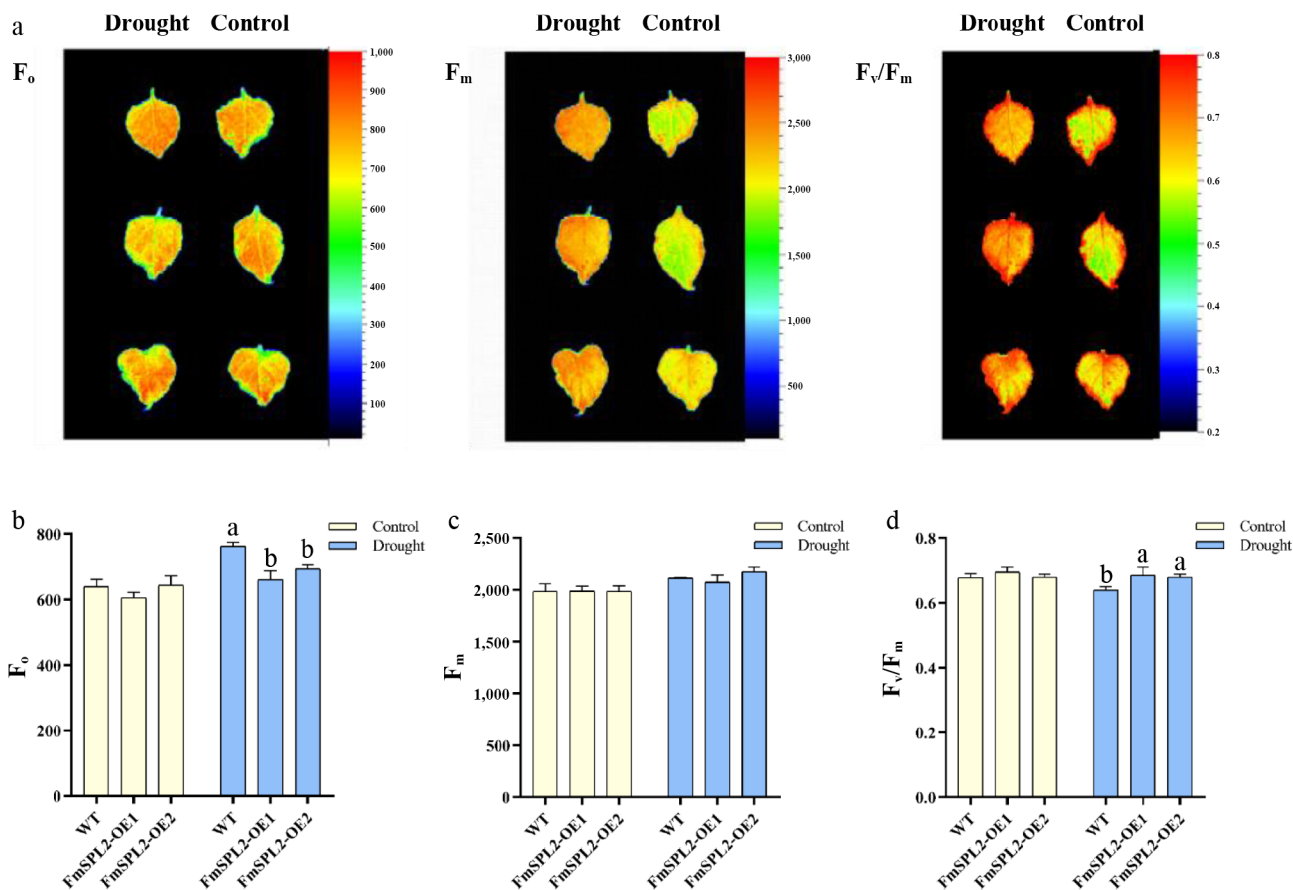 a
Drought Control
Drought Control
Drought Control
Fo
1,000
900
800
700
600
500
400
300
200
100
Fm
3,000
2,500
2,000
1,500
1,000
500
Fv/Fm
0.8
0.7
0.6
0.5
0.4
0.3
0.2
b
Control
Drought
Fo
800
600
400
200
0
a
b
b
WT
FmSPL2-OE1
FmSPL2-OE2
WT
FmSPL2-OE1
FmSPL2-OE2
c
Control
Drought
Fm
2,500
2,000
1,500
1,000
500
0
WT
FmSPL2-OE1
FmSPL2-OE2
WT
FmSPL2-OE1
FmSPL2-OE2
d
Control
Drought
Fv/Fm
0.8
0.6
0.4
0.2
0.0
b
a
a
WT
FmSPL2-OE1
FmSPL2-OE2
WT
FmSPL2-OE1
FmSPL2-OE2